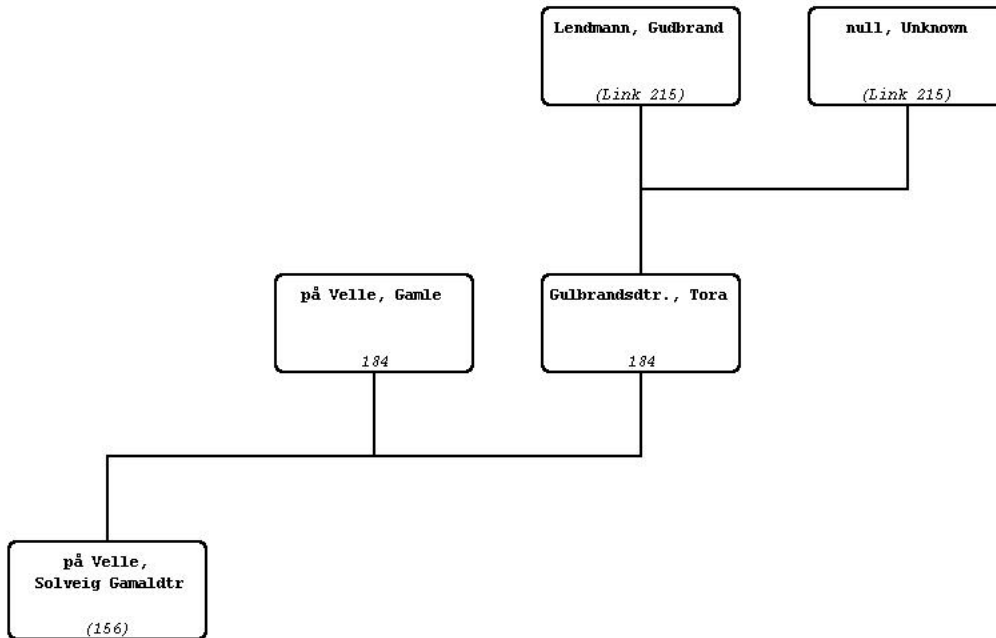 Lendmann, Gudbrand
(Link 215)
null, Unknown
(Link 215)
på Velle, Gamle
184
Gulbrandsdtr., Tora
184
på Velle,
Solveig Gamaldtr
(156)